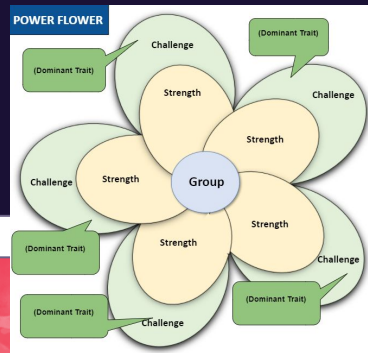 POWER FLOWER
Challenge
(Dominant Trait)
(Dominant Trait)
Strength
Challenge
Strength
Challenge
Strength
Group
Strength
Strength
(Dominant Trait)
Challenge
(Dominant Trait)
(Dominant Trait)
Challenge